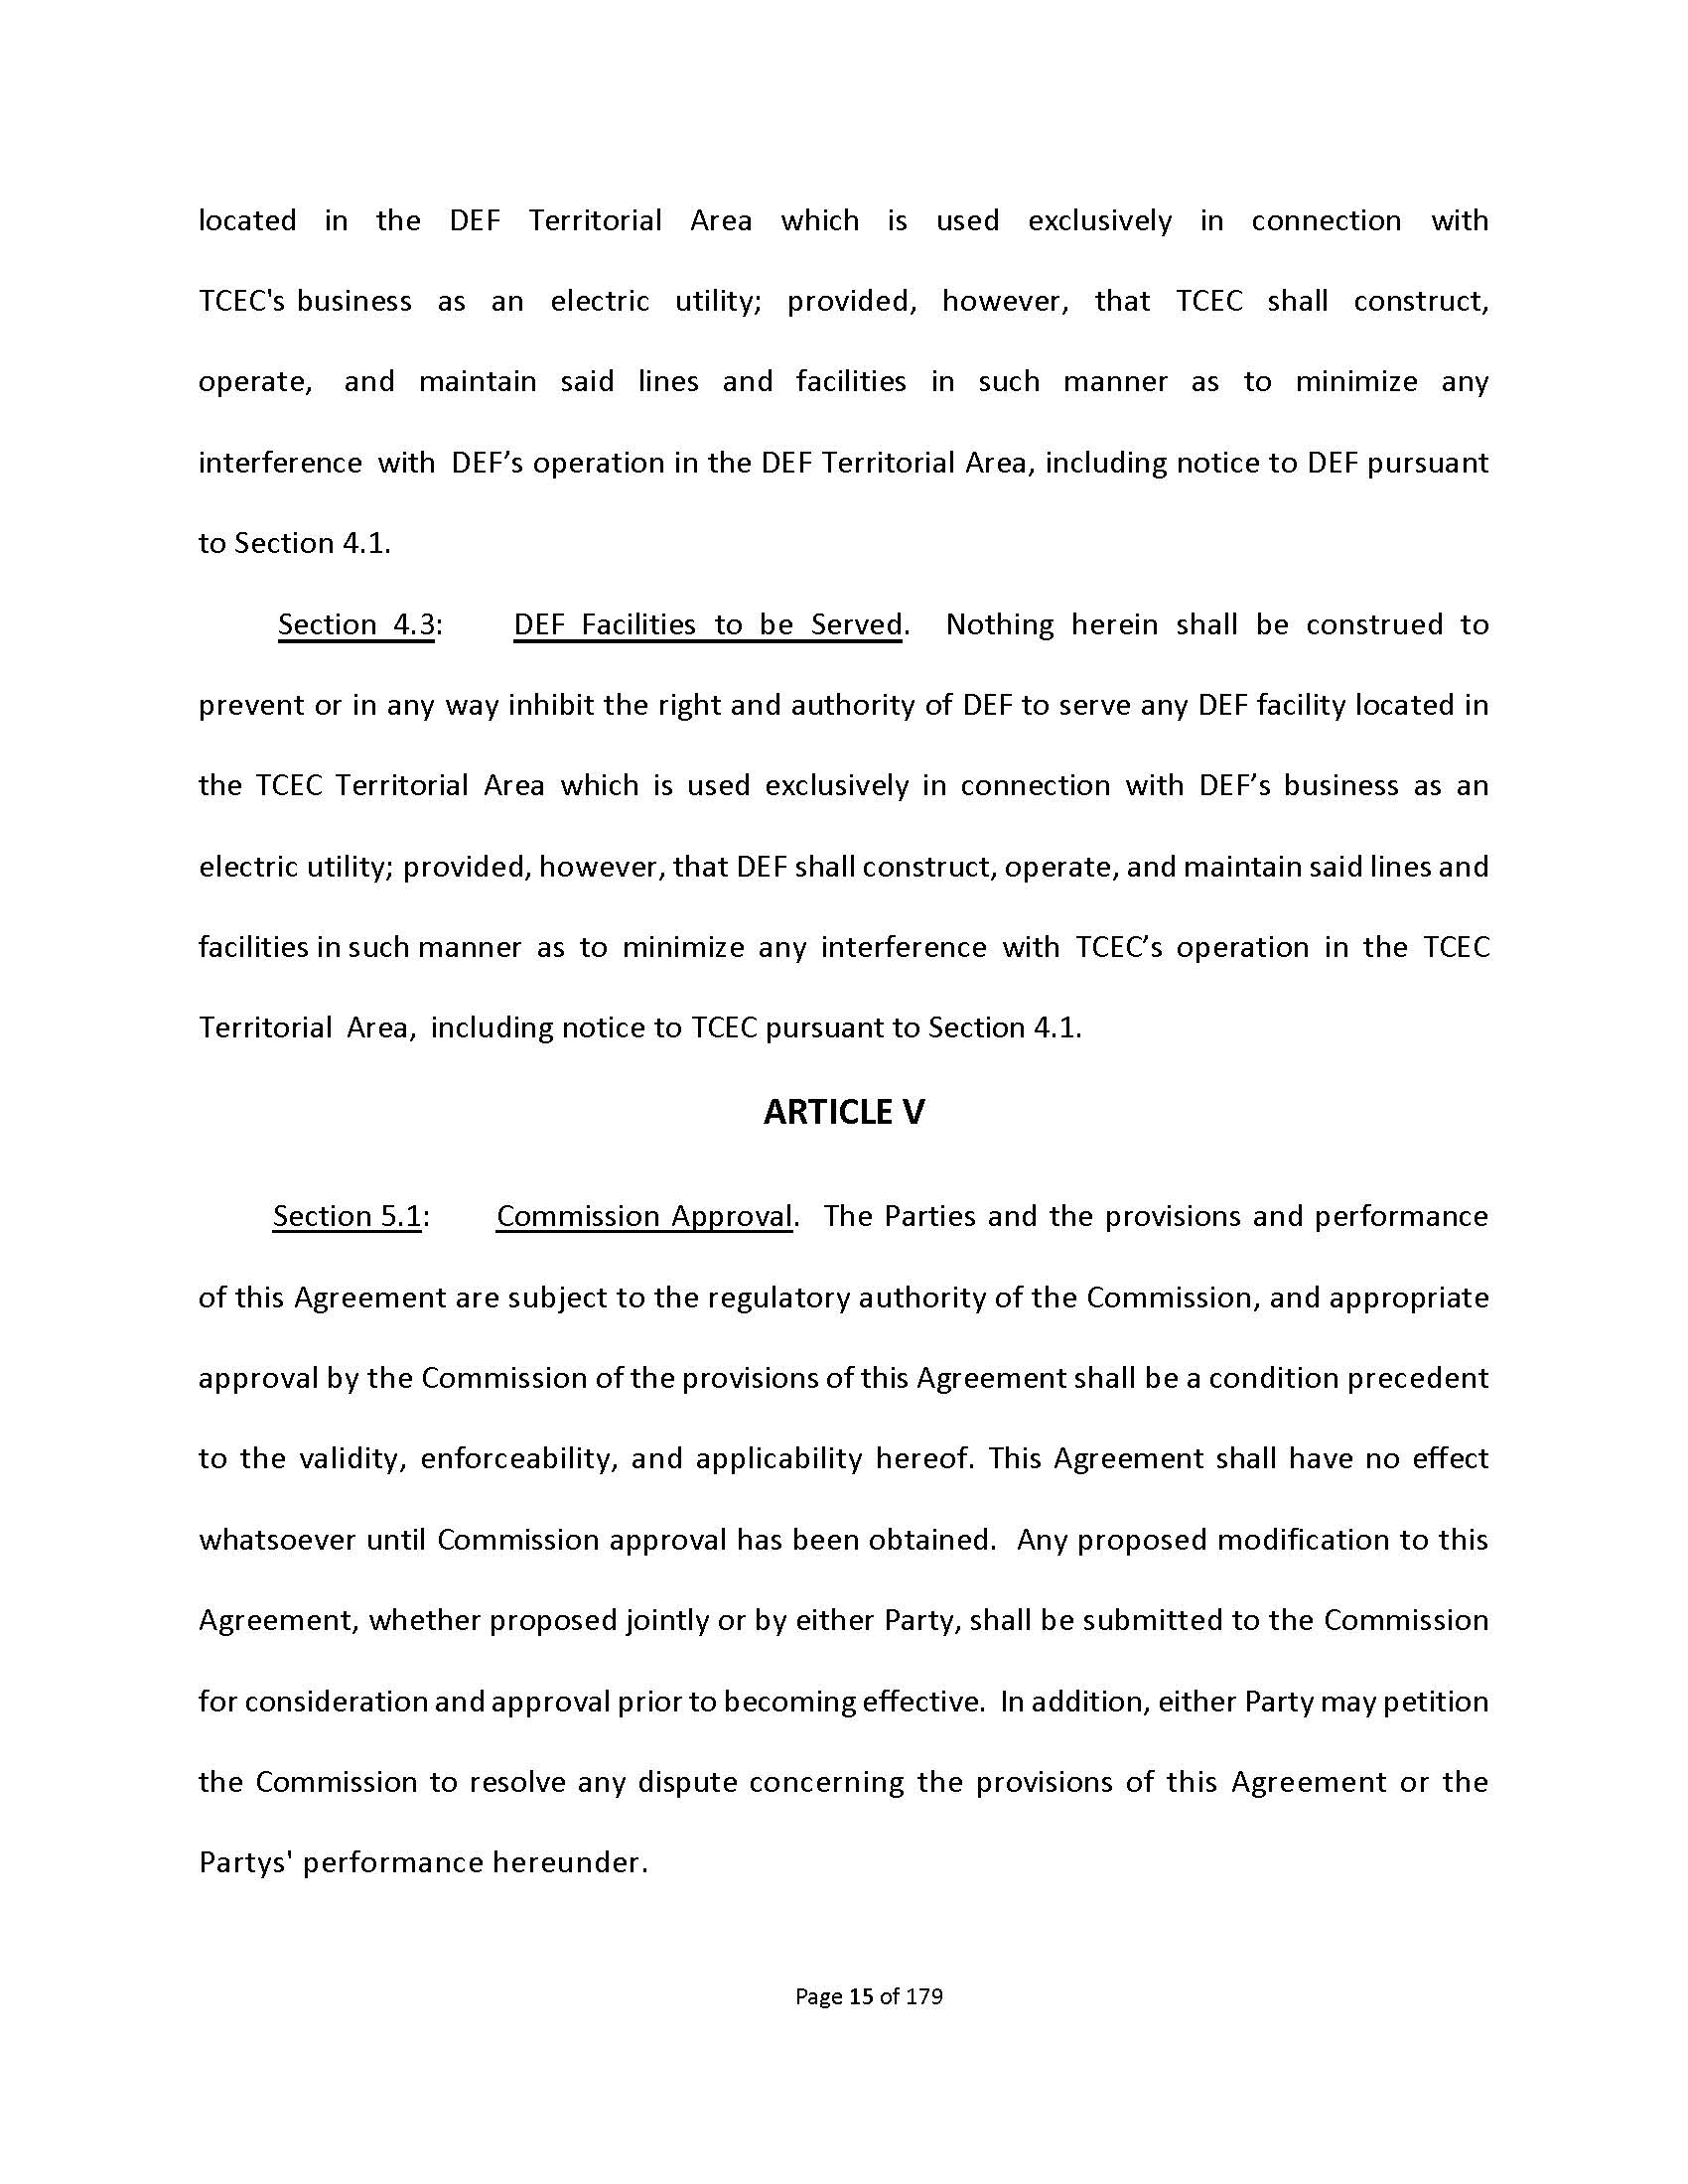 located in the DEF Territorial Area which is used exclusively in connection with
TCEC's business as an electric utility; provided, however, that TCEC shall construct,
operate, and maintain said lines and facilities in such manner as to minimize any
interference with DEF’s operation in the DEF Territorial Area, including notice to DEF pursuant
to Section 4.1.
Section 4.3: DEF Facilities to be Served. Nothing herein shall be construed to
prevent or in any way inhibit the right and authority of DEF to serve any DEF facility located in
the TCEC Territorial Area which is used exclusively in connection with DEF’s business as an
electric utility; provided, however, that DEF shall construct, operate, and maintain said lines and
facilities in such manner as to minimize any interference with TCEC’s operation in the TCEC
Territorial Area, including notice to TCEC pursuant to Section 4.1.
ARTICLE V
Section 5.1: Commission Approval. The Parties and the provisions and performance
of this Agreement are subject to the regulatory authority of the Commission, and appropriate
approval by the Commission of the provisions of this Agreement shall be a condition precedent
to the validity, enforceability, and applicability hereof. This Agreement shall have no effect
whatsoever until Commission approval has been obtained. Any proposed modification to this
Agreement, whether proposed jointly or by either Party, shall be submitted to the Commission
for consideration and approval prior to becoming effective. In addition, either Party may petition
the Commission to resolve any dispute concerning the provisions of this Agreement or the
Partys' performance hereunder.
Page 15 of 179